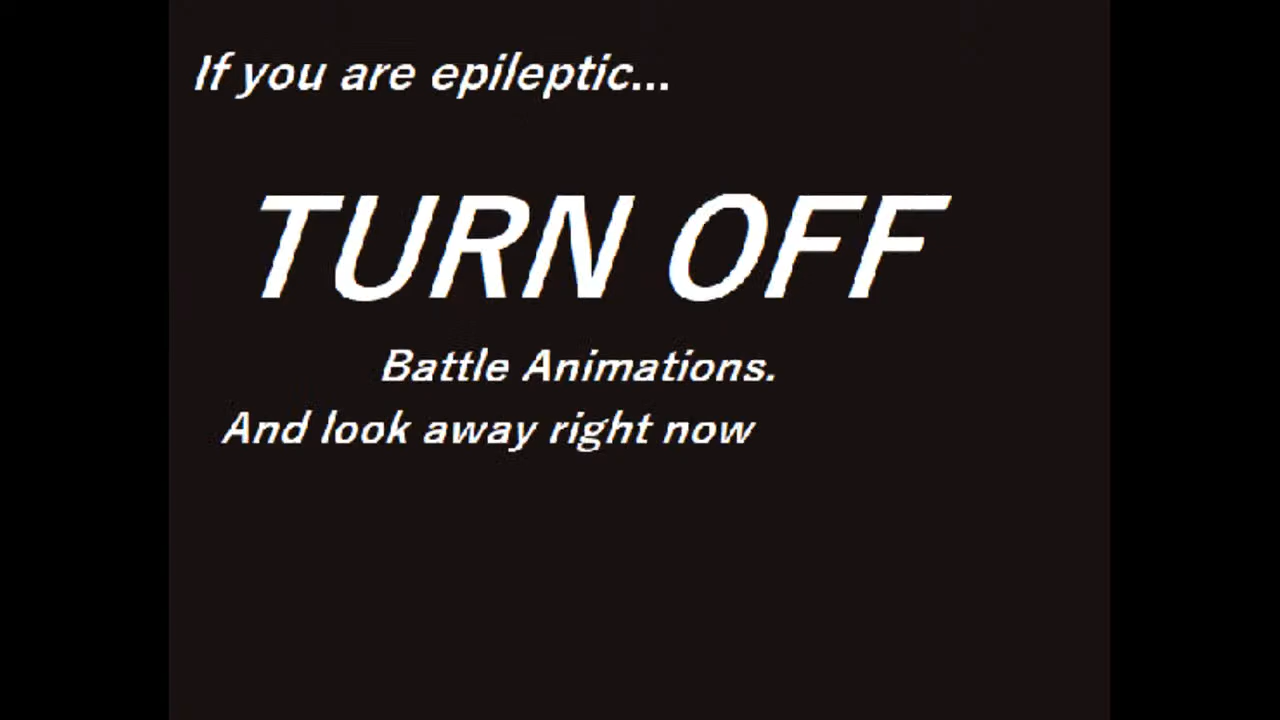 If you are epileptic...
TURN OFF
Battle Animations.
And look away right now